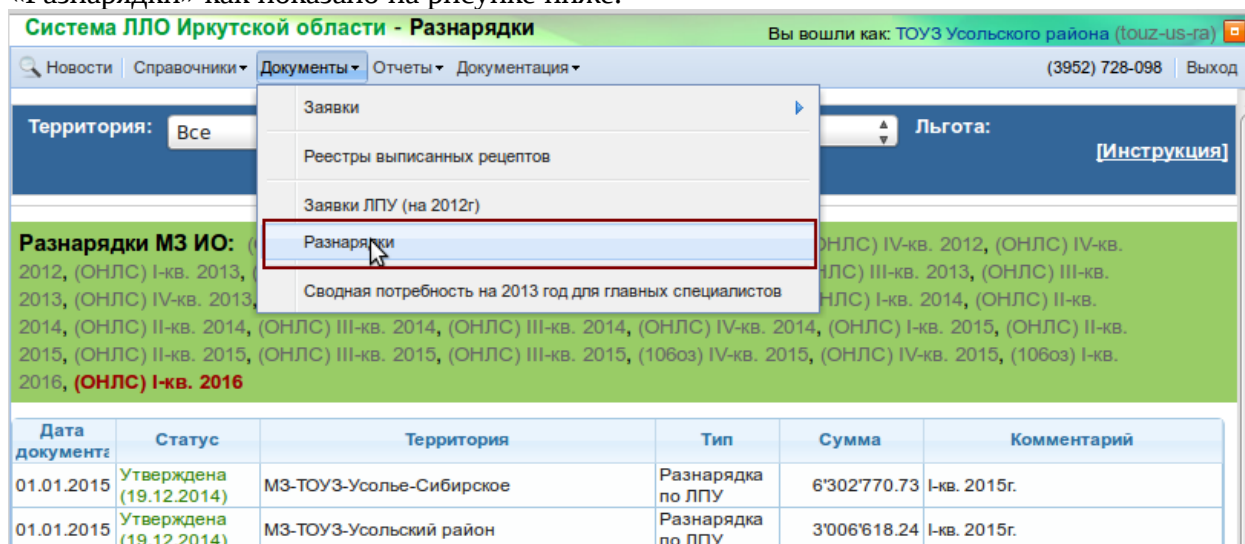 «Разнарядки» как показано на рисунке ниже.
Система ЛЛО Иркутской области - Разнарядки
Вы вошли как: ТОУЗ Усольского района (touz-us-ra)
Новости Справочники Документы Отчеты Документация (3952) 728-098 Выход
Территория: Все Льгота:
[Инструкция]
Заявки
Реестры выписанных рецептов
Заявки ЛПУ (на 2012г)
Разнарядки
Сводная потребность на 2013 год для главных специалистов
Разнарядки МЗ ИО: ( ОНЛС) IV-кв. 2012, (ОНЛС) IV-кв.
2012, (ОНЛС) I-кв. 2013, ( НЛС) III-кв. 2013, (ОНЛС) III-кв.
2013, (ОНЛС) IV-кв. 2013, НЛС) I-кв. 2014, (ОНЛС) II-кв.
2014, (ОНЛС) II-кв. 2014, (ОНЛС) III-кв. 2014, (ОНЛС) III-кв. 2014, (ОНЛС) IV-кв. 2014, (ОНЛС) I-кв. 2015, (ОНЛС) II-кв.
2015, (ОНЛС) II-кв. 2015, (ОНЛС) III-кв. 2015, (ОНЛС) III-кв. 2015, (106оз) IV-кв. 2015, (ОНЛС) IV-кв. 2015, (106оз) I-кв.
2016, (ОНЛС) I-кв. 2016
Дата документа Статус Территория Тип Сумма Комментарий
01.01.2015 Утверждена (19.12.2014) МЗ-ТОУЗ-Усолье-Сибирское Разнарядка по ЛПУ 6'302'770.73 I-кв. 2015г.
01.01.2015 Утверждена (19.12.2014) МЗ-ТОУЗ-Усольский район Разнарядка по ЛПУ 3'006'618.24 I-кв. 2015г.